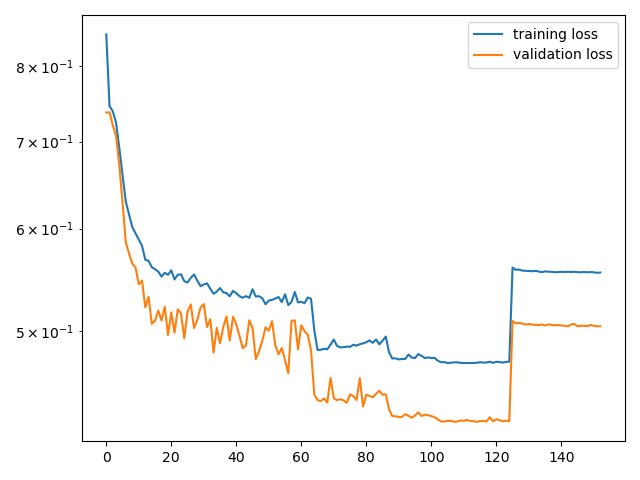 training loss
validation loss
8 × 10⁻¹
7 × 10⁻¹
6 × 10⁻¹
5 × 10⁻¹
0 20 40 60 80 100 120 140